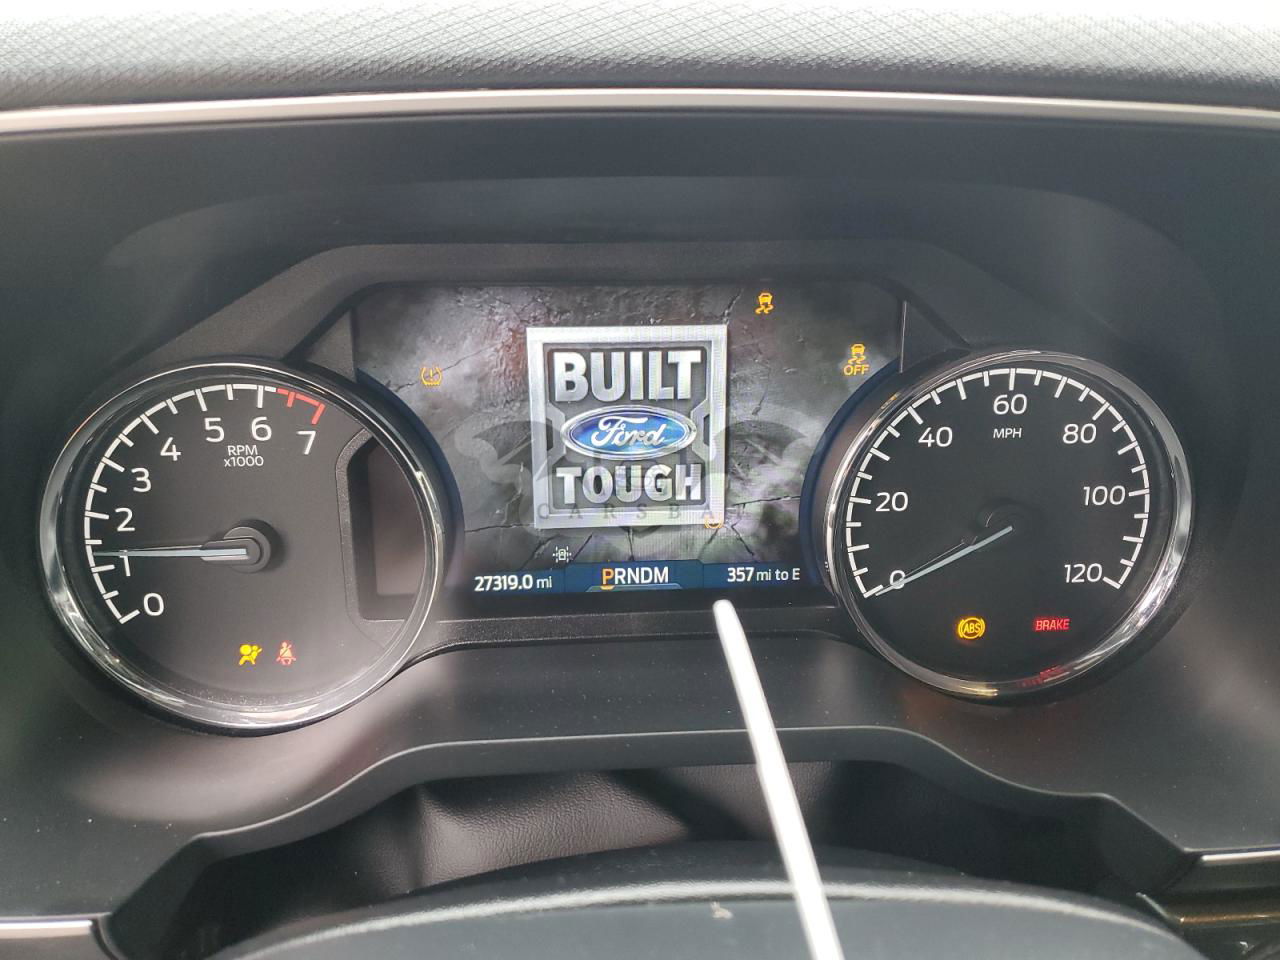 BUILT
Ford
TOUGH
CARSBA
OFF
27319.0 mi
PRNDM
357 mi to E
0
1
2
3
4
5
6
7
RPM
x1000
0
20
40
60
80
100
120
MPH
ABS
BRAKE